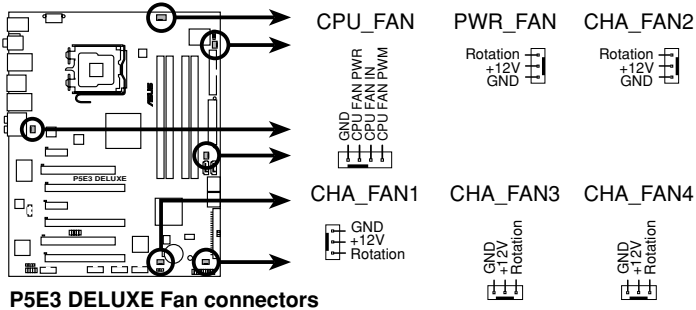 CPU_FAN
PWR_FAN
CHA_FAN2
GND
CPU FAN PWR
CPU FAN IN
CPU FAN PWM
Rotation
+12V
GND
Rotation
+12V
GND
ASUS
P5E3 DELUXE
CHA_FAN1
CHA_FAN3
CHA_FAN4
GND
+12V
Rotation
GND
+12V
Rotation
GND
+12V
Rotation
P5E3 DELUXE Fan connectors